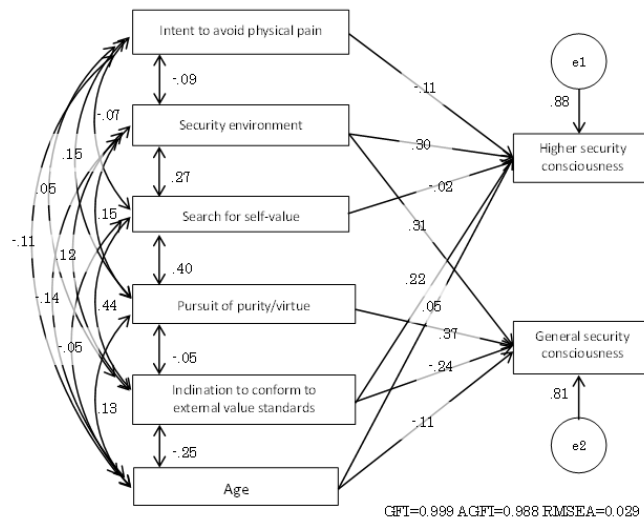 Intent to avoid physical pain
e1
-.09
-.11
.88
-.07
Security environment
.30
Higher security
consciousness
.15
.27
-.02
.05
.15
Search for self-value
.31
-.11
.12
.40
.22
-.14
.44
Pursuit of purity/virtue
.05
.37
General security
consciousness
-.05
-.05
-.24
.13
Inclination to conform to
external value standards
-.11
.81
-.25
e2
Age
GFI=0.999 AGFI=0.988 RMSEA=0.029